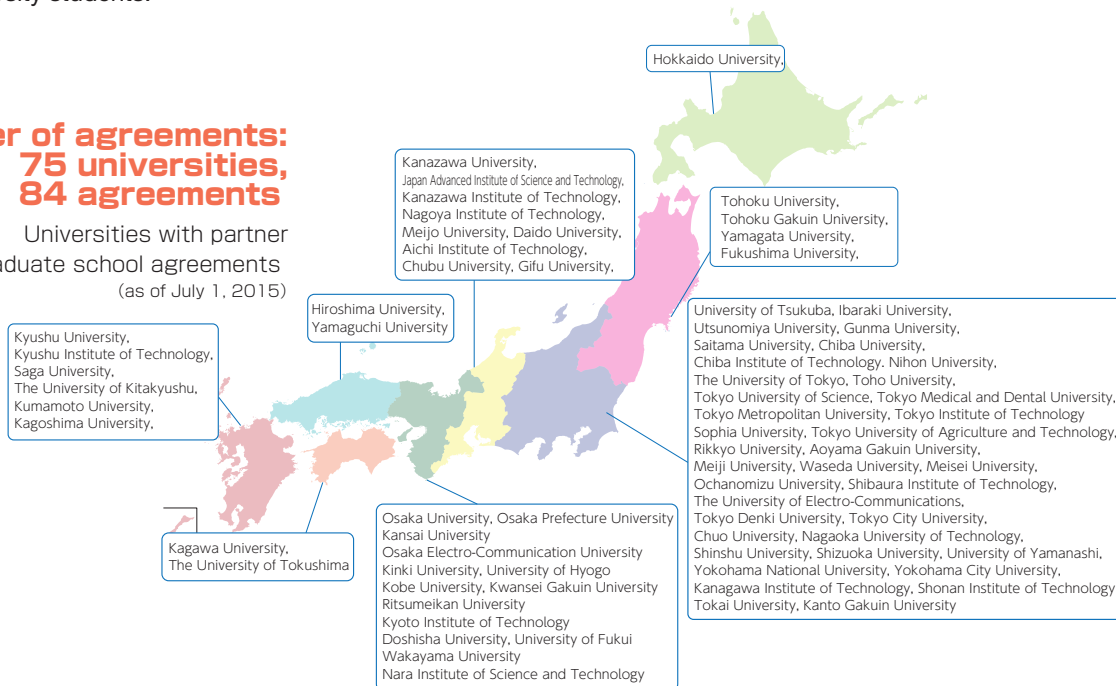 Hokkaido University,
er of agreements:
75 universities,
84 agreements
Universities with partner
aduate school agreements
(as of July 1, 2015)
Kanazawa University,
Japan Advanced Institute of Science and Technology,
Kanazawa Institute of Technology,
Nagoya Institute of Technology,
Meijo University, Daido University,
Aichi Institute of Technology,
Chubu University, Gifu University,
Tohoku University,
Tohoku Gakuin University,
Yamagata University,
Fukushima University,
Hiroshima University,
Yamaguchi University
Kyushu University,
Kyushu Institute of Technology,
Saga University,
The University of Kitakyushu,
Kumamoto University,
Kagoshima University,
University of Tsukuba, Ibaraki University,
Utsunomiya University, Gunma University,
Saitama University, Chiba University,
Chiba Institute of Technology. Nihon University,
The University of Tokyo, Toho University,
Tokyo University of Science, Tokyo Medical and Dental University,
Tokyo Metropolitan University, Tokyo Institute of Technology
Sophia University, Tokyo University of Agriculture and Technology,
Rikkyo University, Aoyama Gakuin University,
Meiji University, Waseda University, Meisei University,
Ochanomizu University, Shibaura Institute of Technology,
The University of Electro-Communications,
Tokyo Denki University, Tokyo City University,
Chuo University, Nagaoka University of Technology,
Shinshu University, Shizuoka University, University of Yamanashi,
Yokohama National University, Yokohama City University,
Kanagawa Institute of Technology, Shonan Institute of Technology
Tokai University, Kanto Gakuin University
Kagawa University,
The University of Tokushima
Osaka University, Osaka Prefecture University
Kansai University
Osaka Electro-Communication University
Kinki University, University of Hyogo
Kobe University, Kwansei Gakuin University
Ritsumeikan University
Kyoto Institute of Technology
Doshisha University, University of Fukui
Wakayama University
Nara Institute of Science and Technology